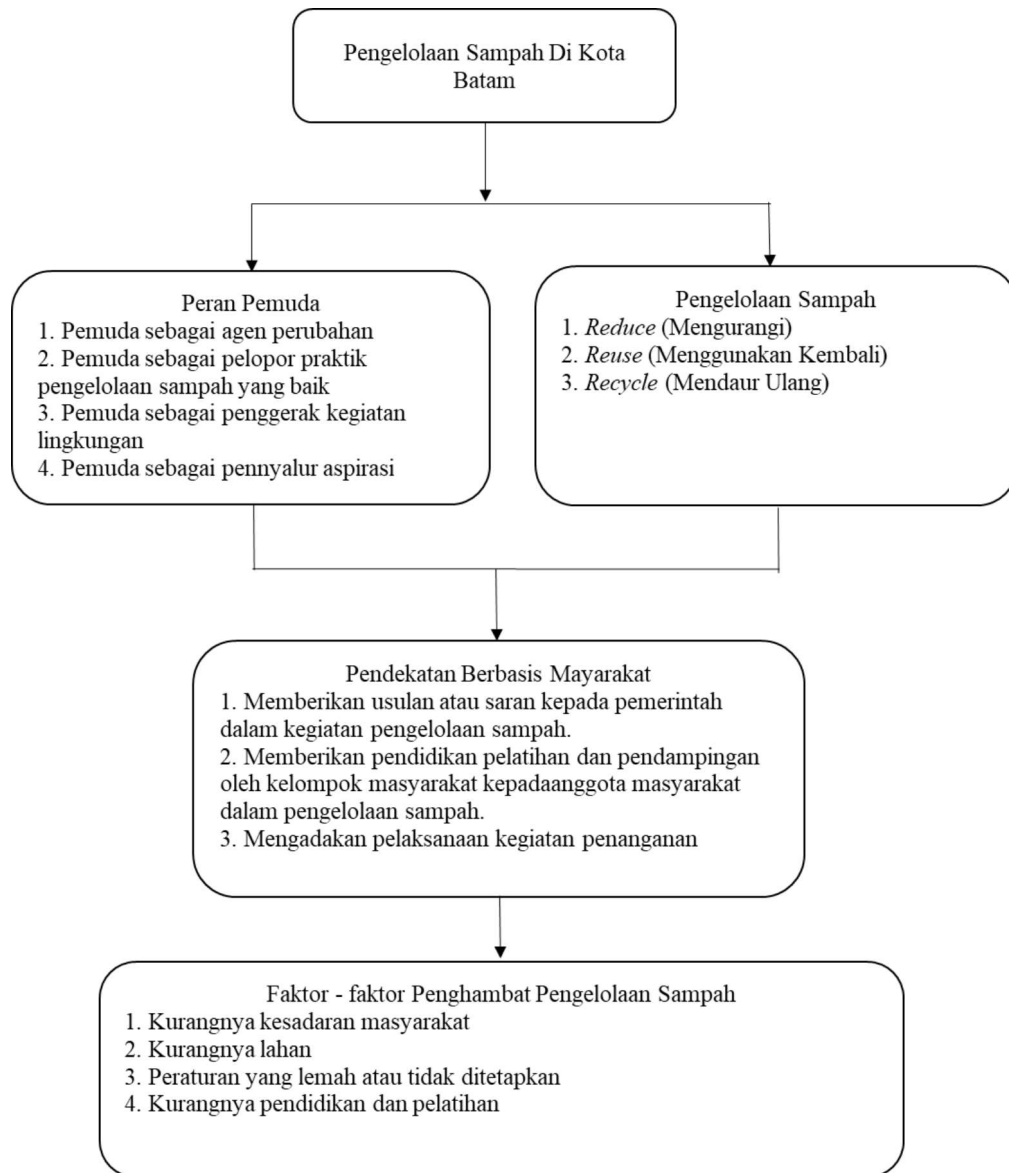 Pengelolaan Sampah Di Kota
Batam
Peran Pemuda
1. Pemuda sebagai agen perubahan
2. Pemuda sebagai pelopor praktik
pengelolaan sampah yang baik
3. Pemuda sebagai penggerak kegiatan
lingkungan
4. Pemuda sebagai pennyalur aspirasi
Pengelolaan Sampah
1. Reduce (Mengurangi)
2. Reuse (Menggunakan Kembali)
3. Recycle (Mendaur Ulang)
Pendekatan Berbasis Mayarakat
1. Memberikan usulan atau saran kepada pemerintah
dalam kegiatan pengelolaan sampah.
2. Memberikan pendidikan pelatihan dan pendampingan
oleh kelompok masyarakat kepadaanggota masyarakat
dalam pengelolaan sampah.
3. Mengadakan pelaksanaan kegiatan penanganan
Faktor - faktor Penghambat Pengelolaan Sampah
1. Kurangnya kesadaran masyarakat
2. Kurangnya lahan
3. Peraturan yang lemah atau tidak ditetapkan
4. Kurangnya pendidikan dan pelatihan